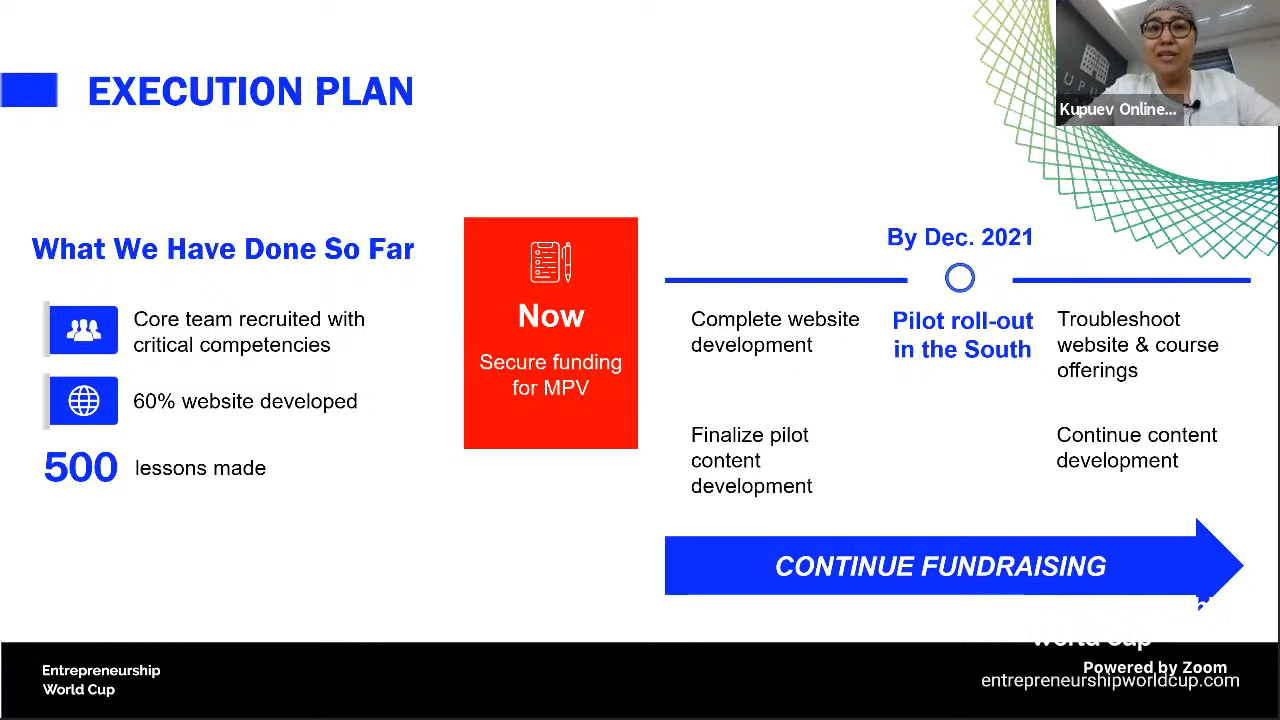 EXECUTION PLAN
Kupuev Online...
What We Have Done So Far
Core team recruited with
critical competencies
60% website developed
500 lessons made
Now
Secure funding
for MPV
By Dec. 2021
Complete website
development
Pilot roll-out
in the South
Troubleshoot
website & course
offerings
Finalize pilot
content
development
Continue content
development
CONTINUE FUNDRAISING
Entrepreneurship
World Cup
World Cup
Powered by Zoom
entrepreneurshipworldcup.com